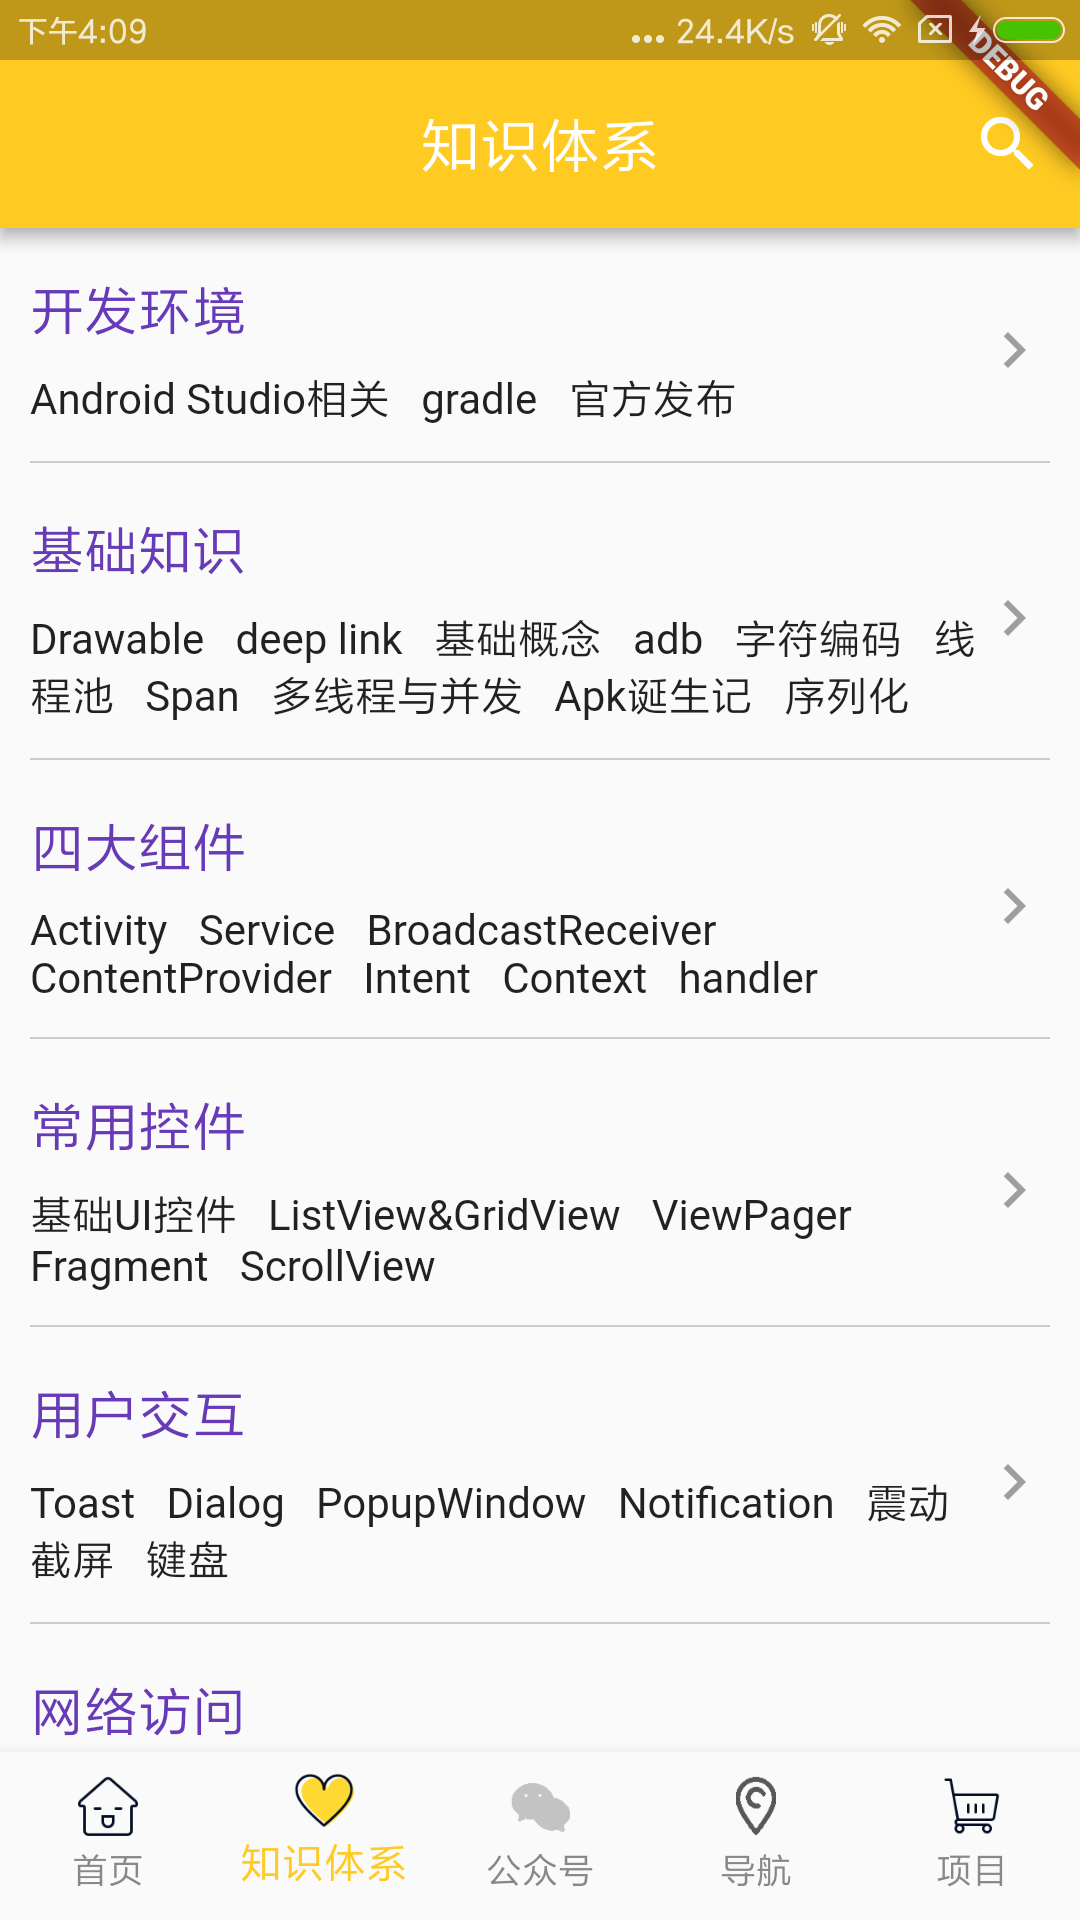 下午4:09
... 24.4K/s
DEBUG
知识体系
开发环境
Android Studio相关 gradle 官方发布
基础知识
Drawable deep link 基础概念 adb 字符编码 线
程池 Span 多线程与并发 Apk诞生记 序列化
四大组件
Activity Service BroadcastReceiver
ContentProvider Intent Context handler
常用控件
基础UI控件 ListView&GridView ViewPager
Fragment ScrollView
用户交互
Toast Dialog PopupWindow Notification 震动
截屏 键盘
网络访问
首页 知识体系 公众号 导航 项目